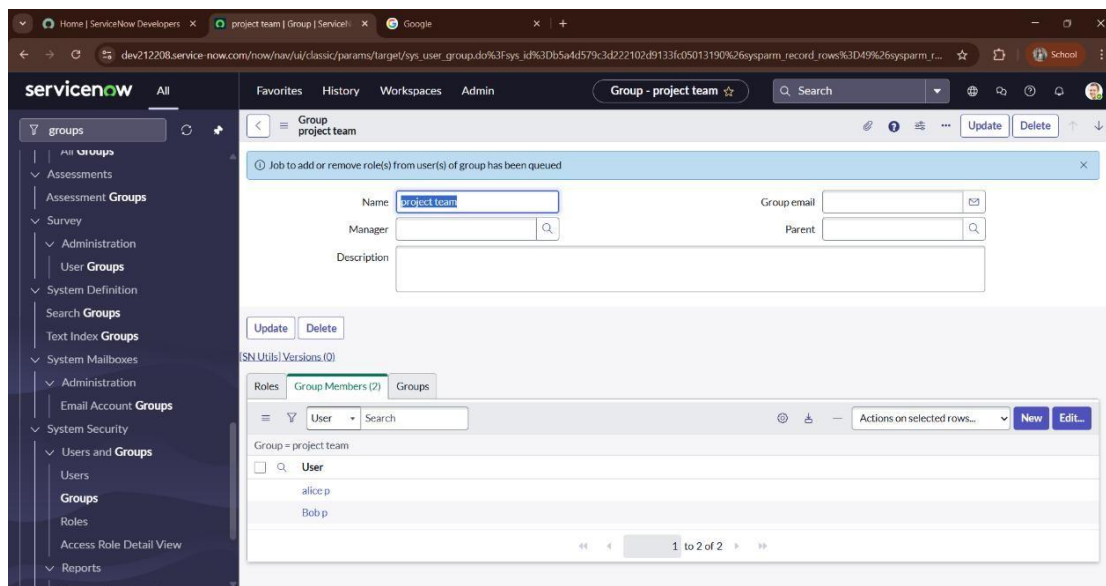 Home | ServiceNow Developers
project team | Group | ServiceN
Google
dev212208.service-now.com/now/nav/ui/classic/params/target/sys_user_group.do%3Fsys_id%3Db5a4d579c3d222102d9133fc05013190%26sysparm_record_rows%3D49%26sysparm_r...
School
servicenow All Favorites History Workspaces Admin Group - project team Search
groups
All Groups
Assessments
Assessment Groups
Survey
Administration
User Groups
System Definition
Search Groups
Text Index Groups
System Mailboxes
Administration
Email Account Groups
System Security
Users and Groups
Users
Groups
Roles
Access Role Detail View
Reports
Group
project team
Update Delete
Job to add or remove role(s) from user(s) of group has been queued
Name project team Group email
Manager Parent
Description
Update Delete
[SN Utils] Versions (0)
Roles Group Members (2) Groups
User Search Actions on selected rows... New Edit...
Group = project team
User
alice p
Bob p
1 to 2 of 2